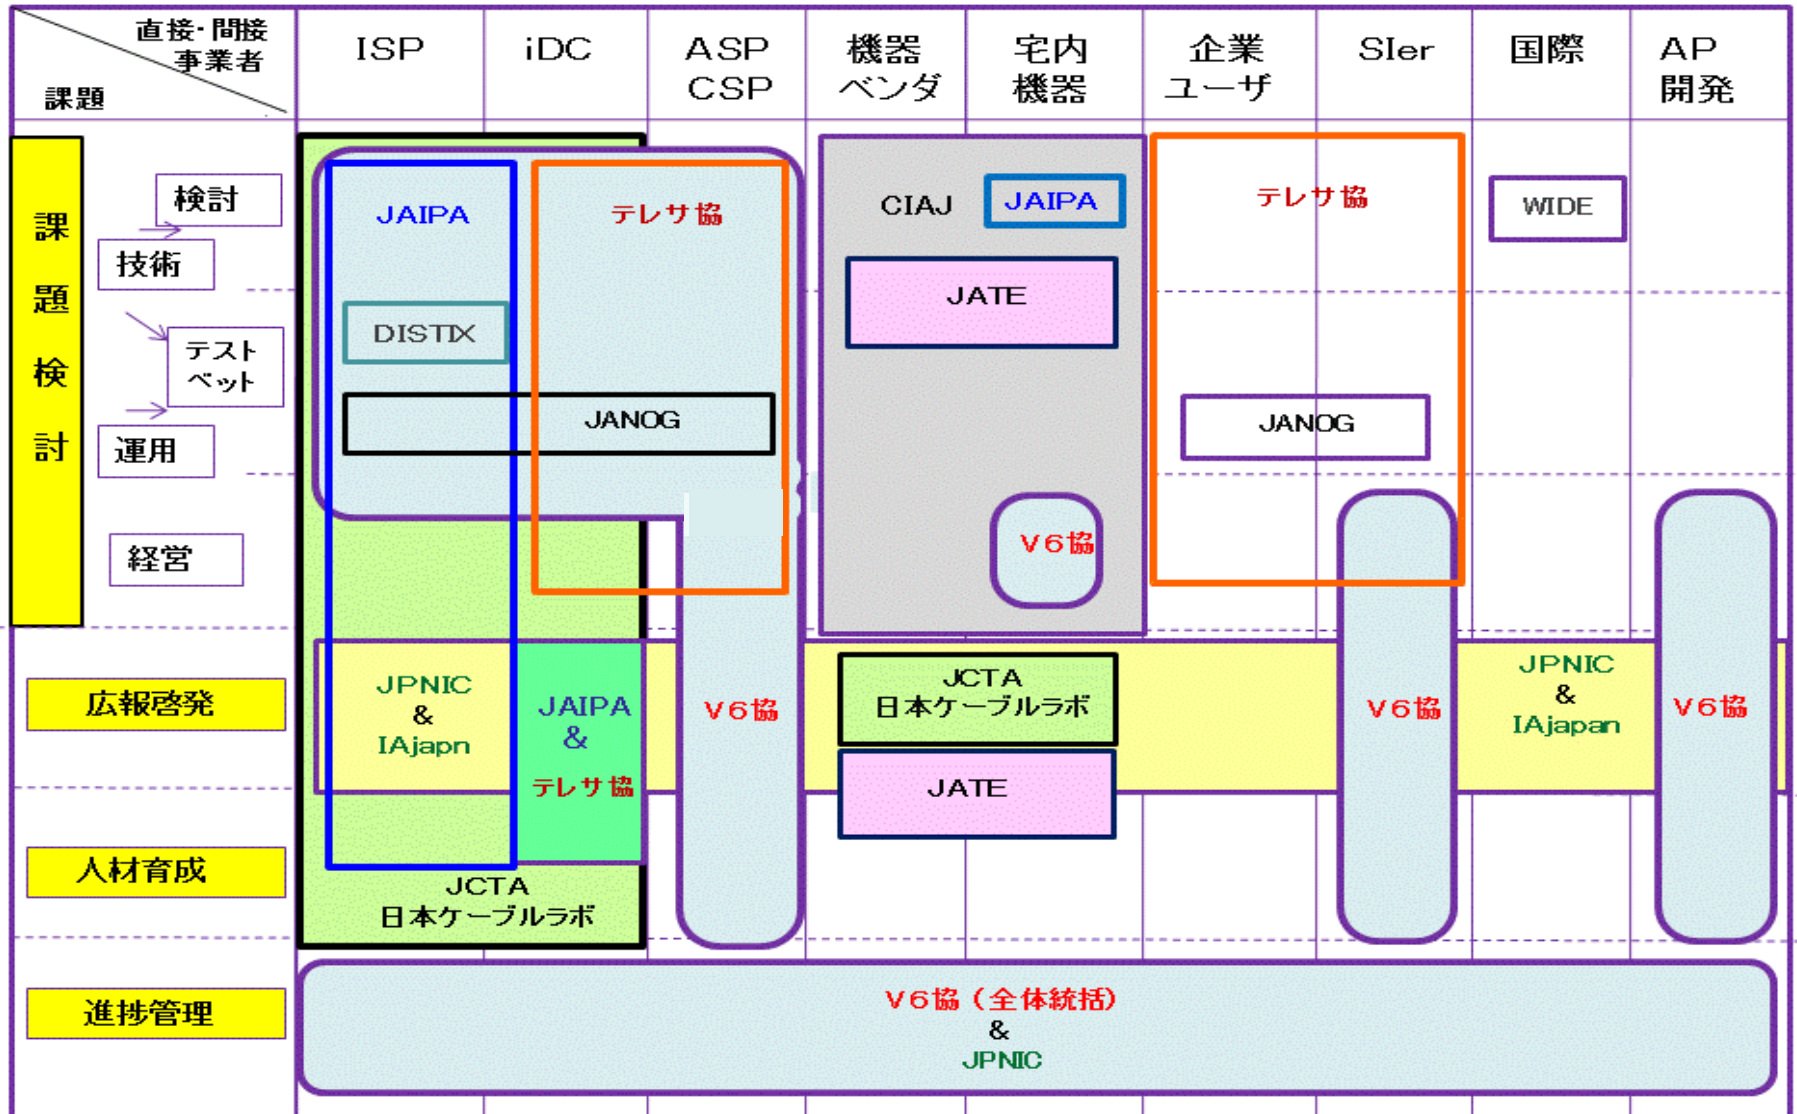 直接・間接
事業者
課題
ISP
iDC
ASP
CSP
機器
ベンダ
宅内
機器
企業
ユーザ
SIer
国際
AP
開発
課題検討
検討
技術
テスト
ベット
運用
経営
JAIPA
テレサ協
CIAJ
JAIPA
テレサ協
WIDE
JATE
DISTIX
JANOG
JANOG
V6協
広報啓発
JPNIC
&
IAjapn
JAIPA
&
テレサ協
V6協
JCTA
日本ケーブルラボ
JATE
V6協
JPNIC
&
IAjapan
V6協
人材育成
JCTA
日本ケーブルラボ
進捗管理
V6協（全体統括）
&
JPNIC